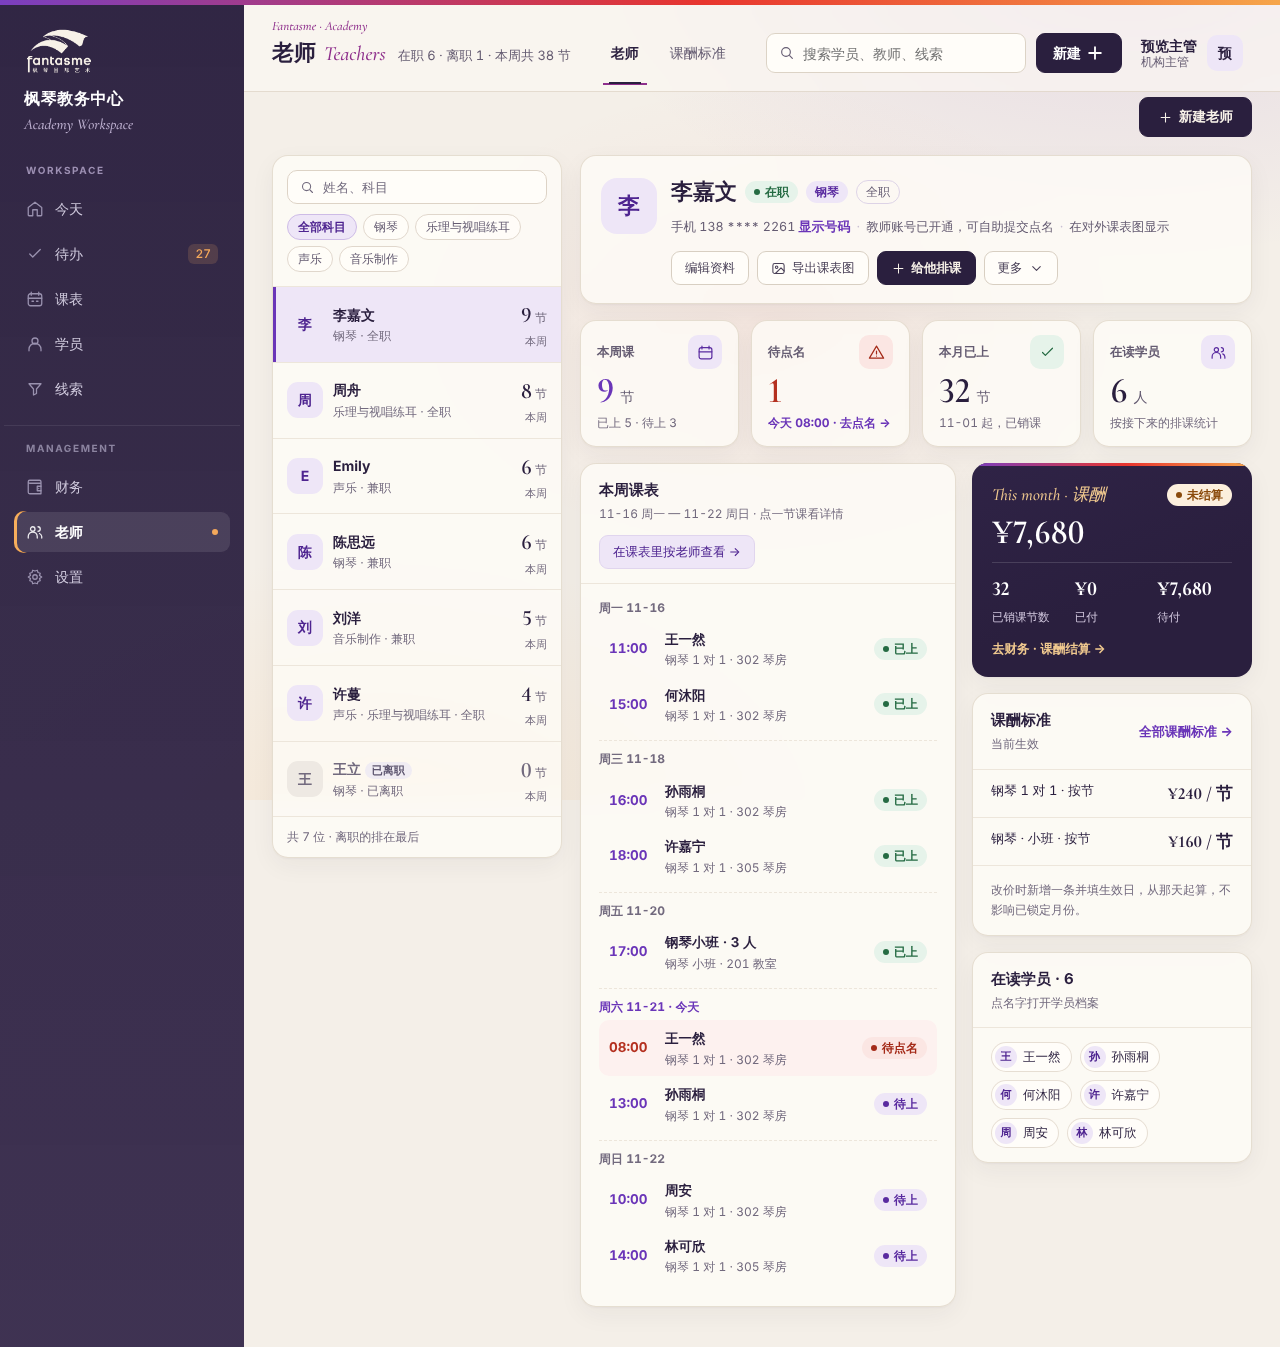 fantasme
枫琴音乐艺术
枫琴教务中心
Academy Workspace
WORKSPACE
今天
待办 27
课表
学员
线索
MANAGEMENT
财务
老师
设置
Fantasme · Academy
老师 Teachers 在职 6 · 离职 1 · 本周共 38 节
老师 课酬标准
搜索学员、教师、线索
新建
预览主管
机构主管
预
新建老师
姓名、科目
全部科目 钢琴 乐理与视唱练耳
声乐 音乐制作
李 李嘉文 9 节
钢琴 · 全职 本周
周 周舟 8 节
乐理与视唱练耳 · 全职 本周
E Emily 6 节
声乐 · 兼职 本周
陈 陈思远 6 节
钢琴 · 兼职 本周
刘 刘洋 5 节
音乐制作 · 兼职 本周
许 许蔓 4 节
声乐 · 乐理与视唱练耳 · 全职 本周
王 王立 已离职 0 节
钢琴 · 已离职 本周
共 7 位 · 离职的排在最后
李 李嘉文 在职 钢琴 全职
手机 138 **** 2261 显示号码 · 教师账号已开通，可自助提交点名 · 在对外课表图显示
编辑资料 导出课表图 给他排课 更多
本周课
9 节
已上 5 · 待上 3
待点名
1
今天 08:00 · 去点名 →
本月已上
32 节
11-01 起，已销课
在读学员
6 人
按接下来的排课统计
本周课表
11-16 周一 — 11-22 周日 · 点一节课看详情
在课表里按老师查看 →
周一 11-16
11:00 王一然 已上
钢琴 1 对 1 · 302 琴房
15:00 何沐阳 已上
钢琴 1 对 1 · 302 琴房
周三 11-18
16:00 孙雨桐 已上
钢琴 1 对 1 · 302 琴房
18:00 许嘉宁 已上
钢琴 1 对 1 · 305 琴房
周五 11-20
17:00 钢琴小班 · 3 人 已上
钢琴 小班 · 201 教室
周六 11-21 · 今天
08:00 王一然 待点名
钢琴 1 对 1 · 302 琴房
13:00 孙雨桐 待上
钢琴 1 对 1 · 302 琴房
周日 11-22
10:00 周安 待上
钢琴 1 对 1 · 302 琴房
14:00 林可欣 待上
钢琴 1 对 1 · 305 琴房
This month · 课酬 未结算
¥7,680
32 ¥0 ¥7,680
已销课节数 已付 待付
去财务 · 课酬结算 →
课酬标准
当前生效
全部课酬标准 →
钢琴 1 对 1 · 按节 ¥240 / 节
钢琴 · 小班 · 按节 ¥160 / 节
改价时新增一条并填生效日，从那天起算，不
影响已锁定月份。
在读学员 · 6
点名字打开学员档案
王 王一然 孙 孙雨桐
何 何沐阳 许 许嘉宁
周 周安 林 林可欣